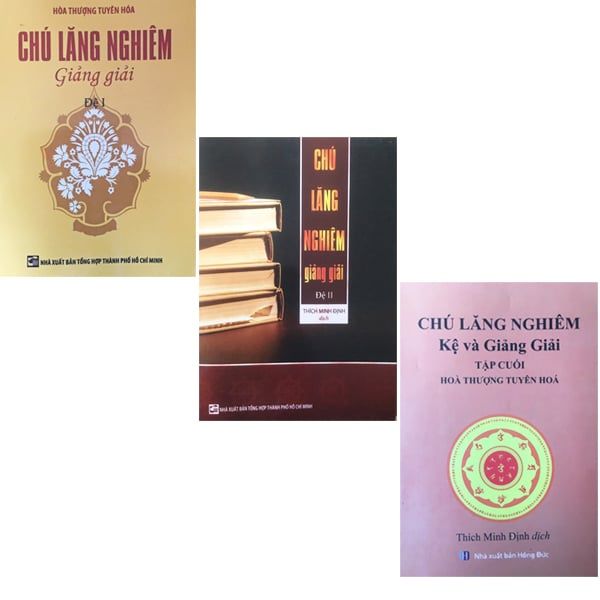 HÒA THƯỢNG TUYÊN HÓA
CHÚ LĂNG NGHIÊM
Giảng giải
Đệ I
NHÀ XUẤT BẢN TỔNG HỢP THÀNH PHỐ HỒ CHÍ MINH
CHÚ
LĂNG
NGHIÊM
giảng giải
Đệ II
THÍCH MINH ĐỊNH
dịch
NHÀ XUẤT BẢN TỔNG HỢP THÀNH PHỐ HỒ CHÍ MINH
CHÚ LĂNG NGHIÊM
Kệ và Giảng Giải
TẬP CUỐI
HOÀ THƯỢNG TUYÊN HOÁ
Thích Minh Định dịch
Nhà xuất bản Hồng Đức